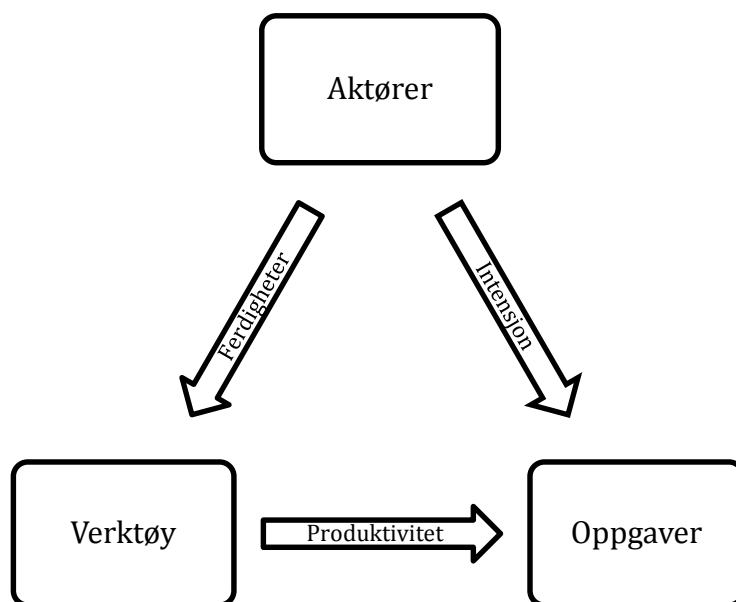 Aktører
Ferdigheter
Intensjon
Verktøy
Produktivitet
Oppgaver